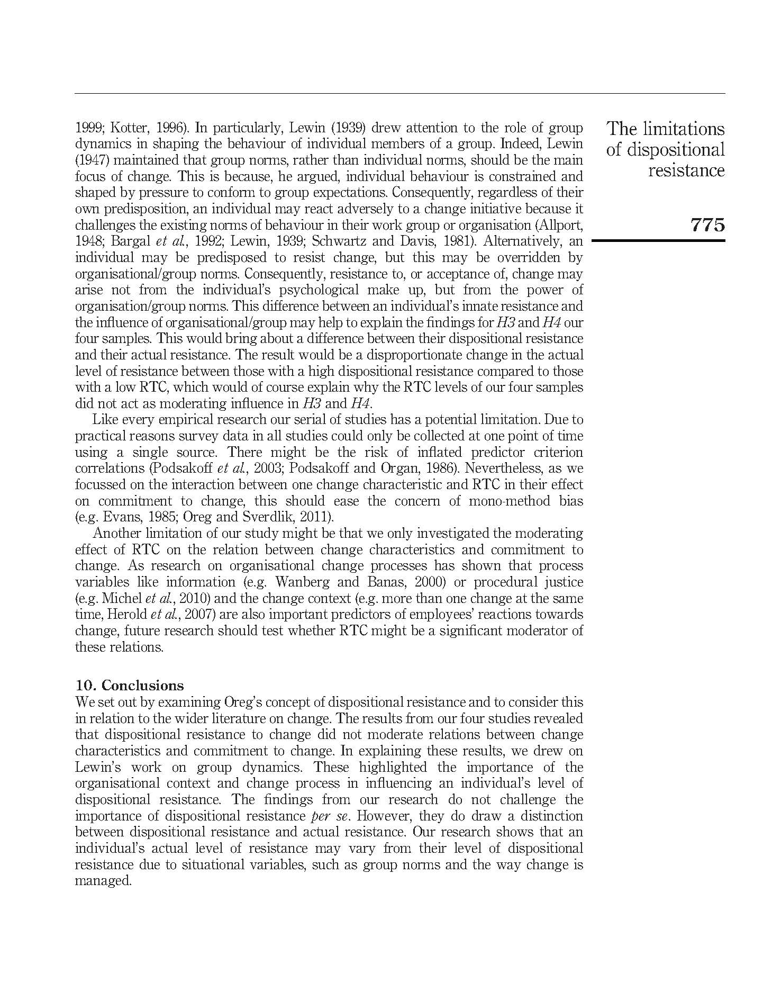 1999; Kotter, 1996). In particularly, Lewin (1939) drew attention to the role of group
dynamics in shaping the behaviour of individual members of a group. Indeed, Lewin
(1947) maintained that group norms, rather than individual norms, should be the main
focus of change. This is because, he argued, individual behaviour is constrained and
shaped by pressure to conform to group expectations. Consequently, regardless of their
own predisposition, an individual may react adversely to a change initiative because it
challenges the existing norms of behaviour in their work group or organisation (Allport,
1948; Bargal et al., 1992; Lewin, 1939; Schwartz and Davis, 1981). Alternatively, an
individual may be predisposed to resist change, but this may be overridden by
organisational/group norms. Consequently, resistance to, or acceptance of, change may
arise not from the individual's psychological make up, but from the power of
organisation/group norms. This difference between an individual's innate resistance and
the influence of organisational/group may help to explain the findings for H3 and H4 our
four samples. This would bring about a difference between their dispositional resistance
and their actual resistance. The result would be a disproportionate change in the actual
level of resistance between those with a high dispositional resistance compared to those
with a low RTC, which would of course explain why the RTC levels of our four samples
did not act as moderating influence in H3 and H4.
Like every empirical research our serial of studies has a potential limitation. Due to
practical reasons survey data in all studies could only be collected at one point of time
using a single source. There might be the risk of inflated predictor criterion
correlations (Podsakoff et al., 2003; Podsakoff and Organ, 1986). Nevertheless, as we
focussed on the interaction between one change characteristic and RTC in their effect
on commitment to change, this should ease the concern of mono-method bias
(e.g. Evans, 1985; Oreg and Sverdlik, 2011).
Another limitation of our study might be that we only investigated the moderating
effect of RTC on the relation between change characteristics and commitment to
change. As research on organisational change processes has shown that process
variables like information (e.g. Wanberg and Banas, 2000) or procedural justice
(e.g. Michel et al., 2010) and the change context (e.g. more than one change at the same
time, Herold et al., 2007) are also important predictors of employees' reactions towards
change, future research should test whether RTC might be a significant moderator of
these relations.
10. Conclusions
We set out by examining Oreg's concept of dispositional resistance and to consider this
in relation to the wider literature on change. The results from our four studies revealed
that dispositional resistance to change did not moderate relations between change
characteristics and commitment to change. In explaining these results, we drew on
Lewin's work on group dynamics. These highlighted the importance of the
organisational context and change process in influencing an individual's level of
dispositional resistance. The findings from our research do not challenge the
importance of dispositional resistance per se. However, they do draw a distinction
between dispositional resistance and actual resistance. Our research shows that an
individual's actual level of resistance may vary from their level of dispositional
resistance due to situational variables, such as group norms and the way change is
managed.
The limitations
of dispositional
resistance
775